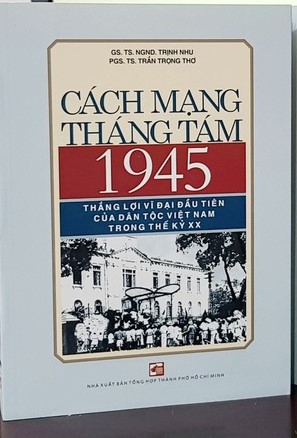 GS. TS. NGND. TRỊNH NHU
PGS. TS. TRẦN TRỌNG THƠ
CÁCH MẠNG
THÁNG TÁM
1945
THẮNG LỢI VĨ ĐẠI ĐẦU TIÊN
CỦA DÂN TỘC VIỆT NAM
TRONG THẾ KỶ XX
NHÀ XUẤT BẢN TỔNG HỢP THÀNH PHỐ HỒ CHÍ MINH